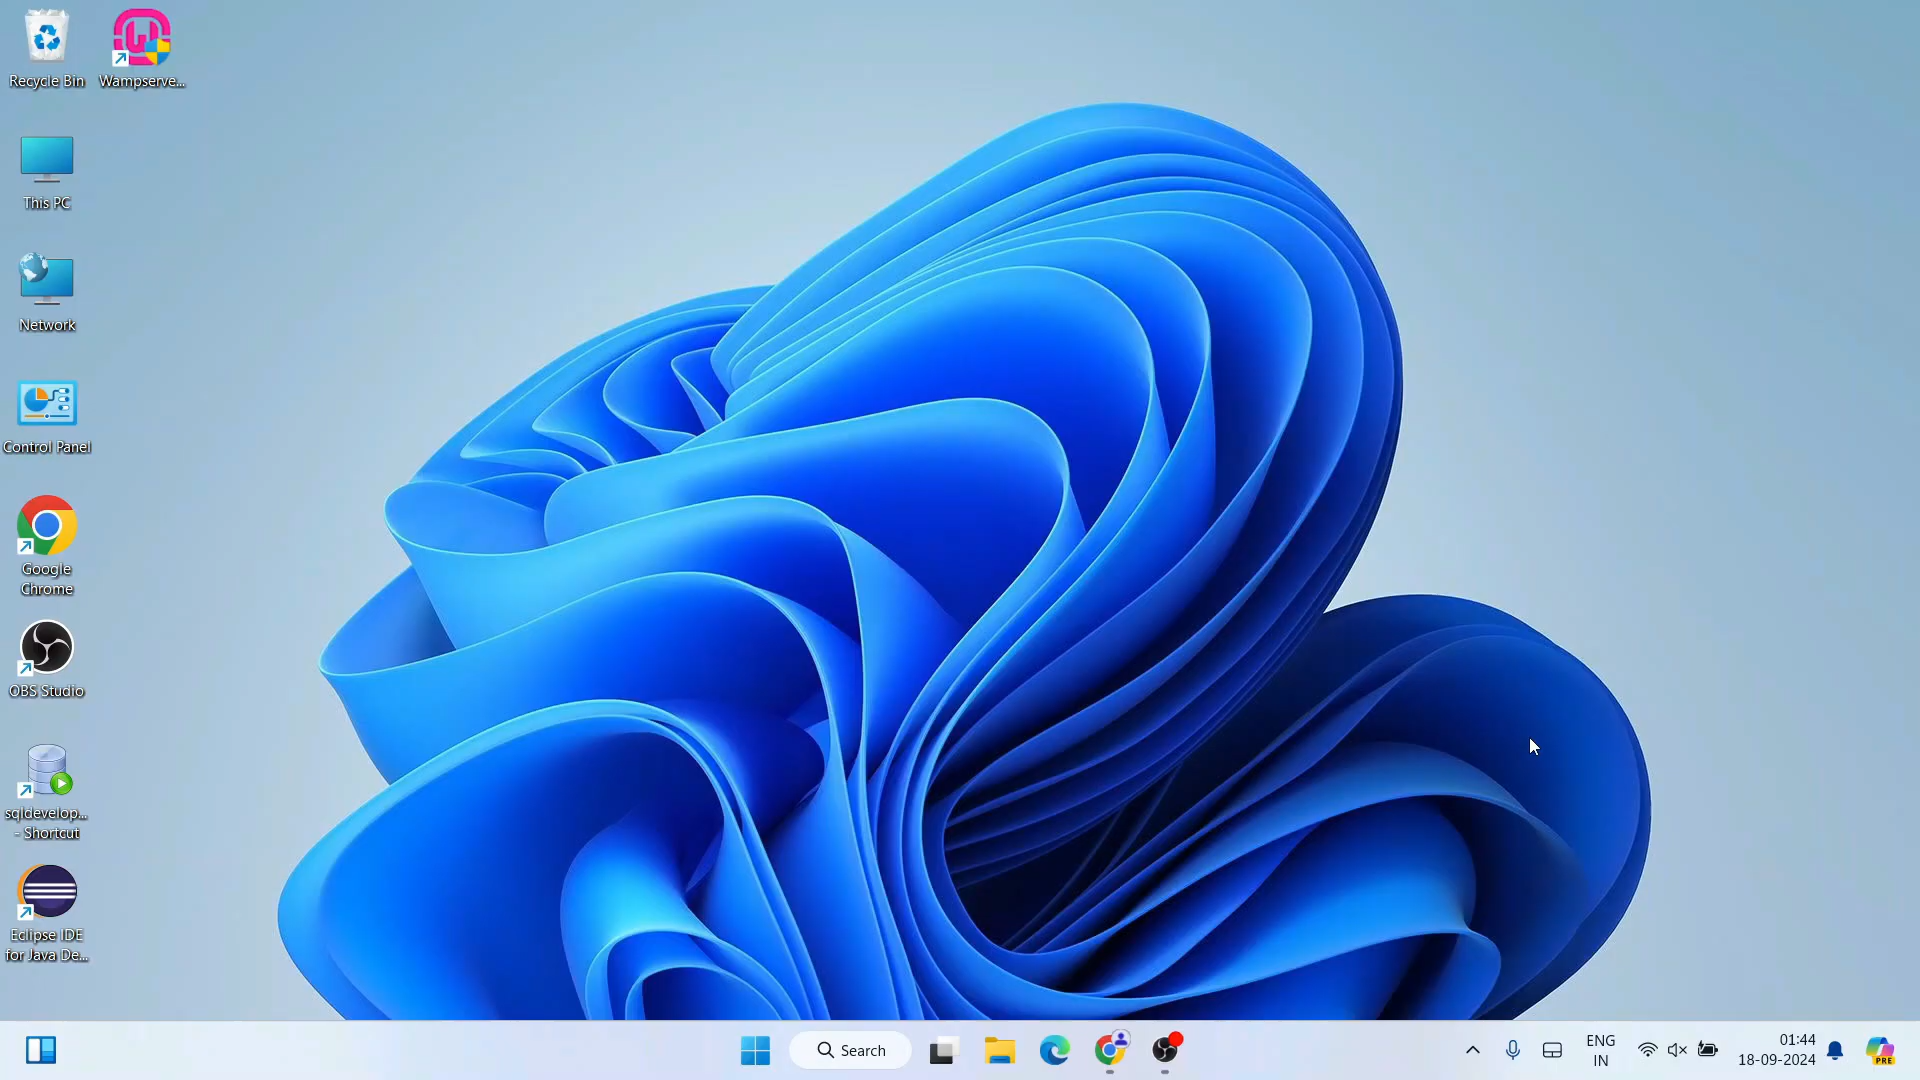 Recycle Bin
Wampserve...
This PC
Network
Control Panel
Google
Chrome
OBS Studio
sqldevelop...
- Shortcut
Eclipse IDE
for Java De...
Search
ENG
IN
01:44
18-09-2024
PRE